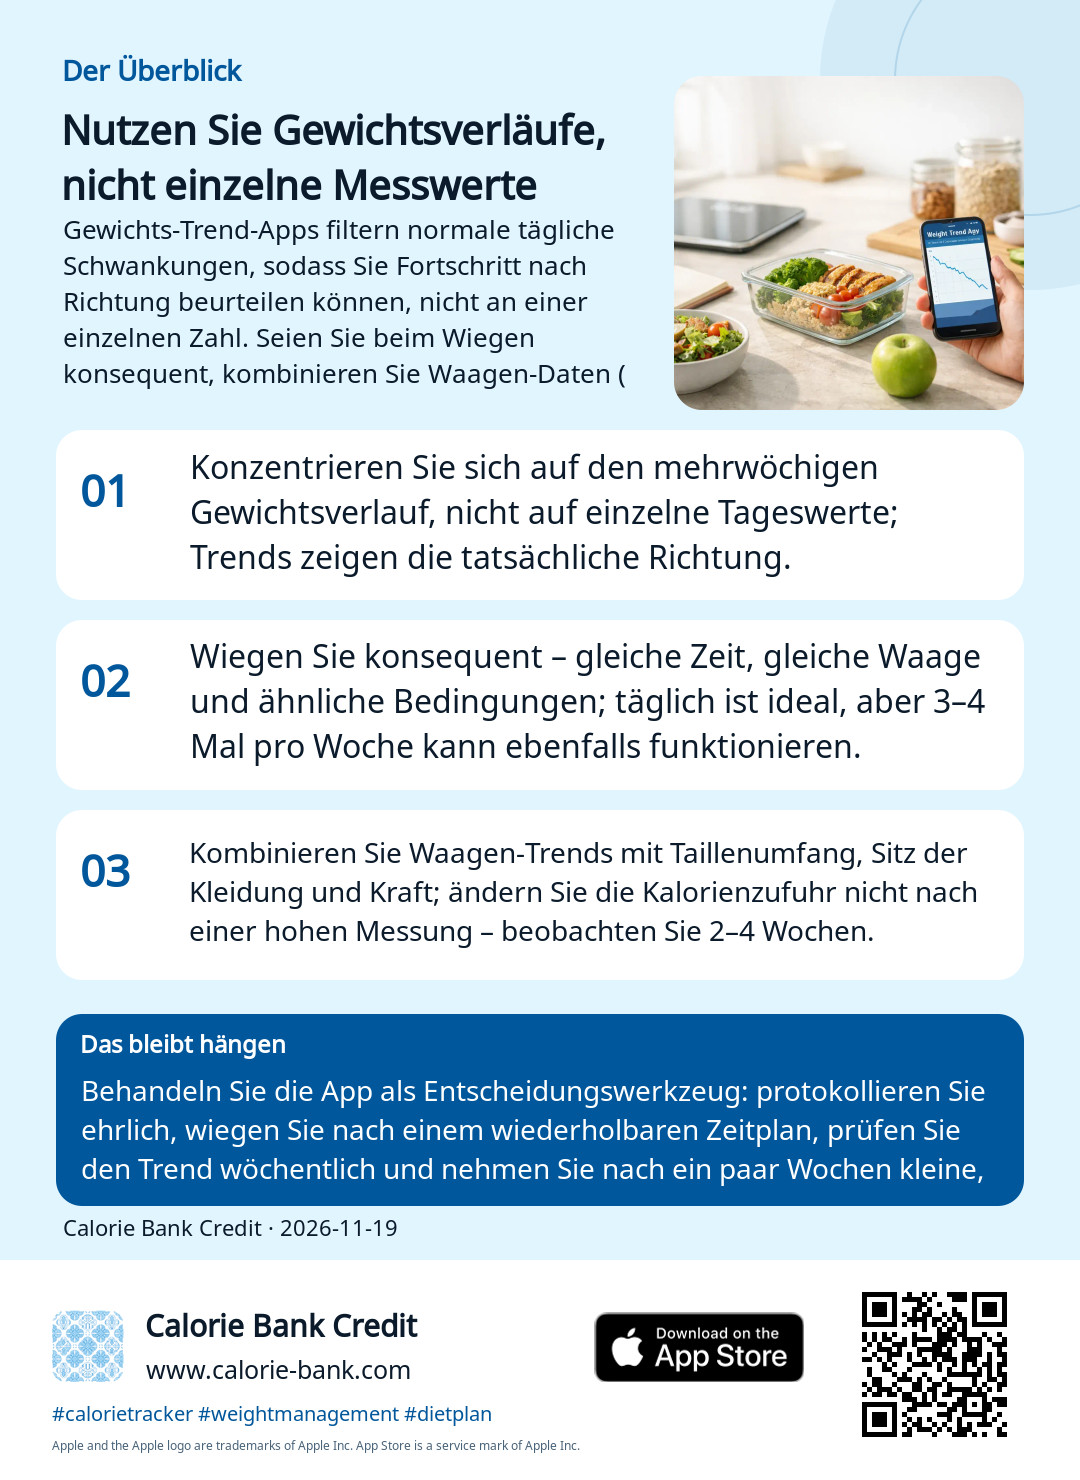 Der Überblick
Nutzen Sie Gewichtsverläufe,
nicht einzelne Messwerte
Gewichts-Trend-Apps filtern normale tägliche
Schwankungen, sodass Sie Fortschritt nach
Richtung beurteilen können, nicht an einer
einzelnen Zahl. Seien Sie beim Wiegen
konsequent, kombinieren Sie Waagen-Daten (
Weight Trend
01
Konzentrieren Sie sich auf den mehrwöchigen
Gewichtsverlauf, nicht auf einzelne Tageswerte;
Trends zeigen die tatsächliche Richtung.
02
Wiegen Sie konsequent – gleiche Zeit, gleiche Waage
und ähnliche Bedingungen; täglich ist ideal, aber 3–4
Mal pro Woche kann ebenfalls funktionieren.
03
Kombinieren Sie Waagen-Trends mit Taillenumfang, Sitz der
Kleidung und Kraft; ändern Sie die Kalorienzufuhr nicht nach
einer hohen Messung – beobachten Sie 2–4 Wochen.
Das bleibt hängen
Behandeln Sie die App als Entscheidungswerkzeug: protokollieren Sie
ehrlich, wiegen Sie nach einem wiederholbaren Zeitplan, prüfen Sie
den Trend wöchentlich und nehmen Sie nach ein paar Wochen kleine,
Calorie Bank Credit · 2026-11-19
Calorie Bank Credit
www.calorie-bank.com
Download on the
App Store
#calorietracker #weightmanagement #dietplan
Apple and the Apple logo are trademarks of Apple Inc. App Store is a service mark of Apple Inc.